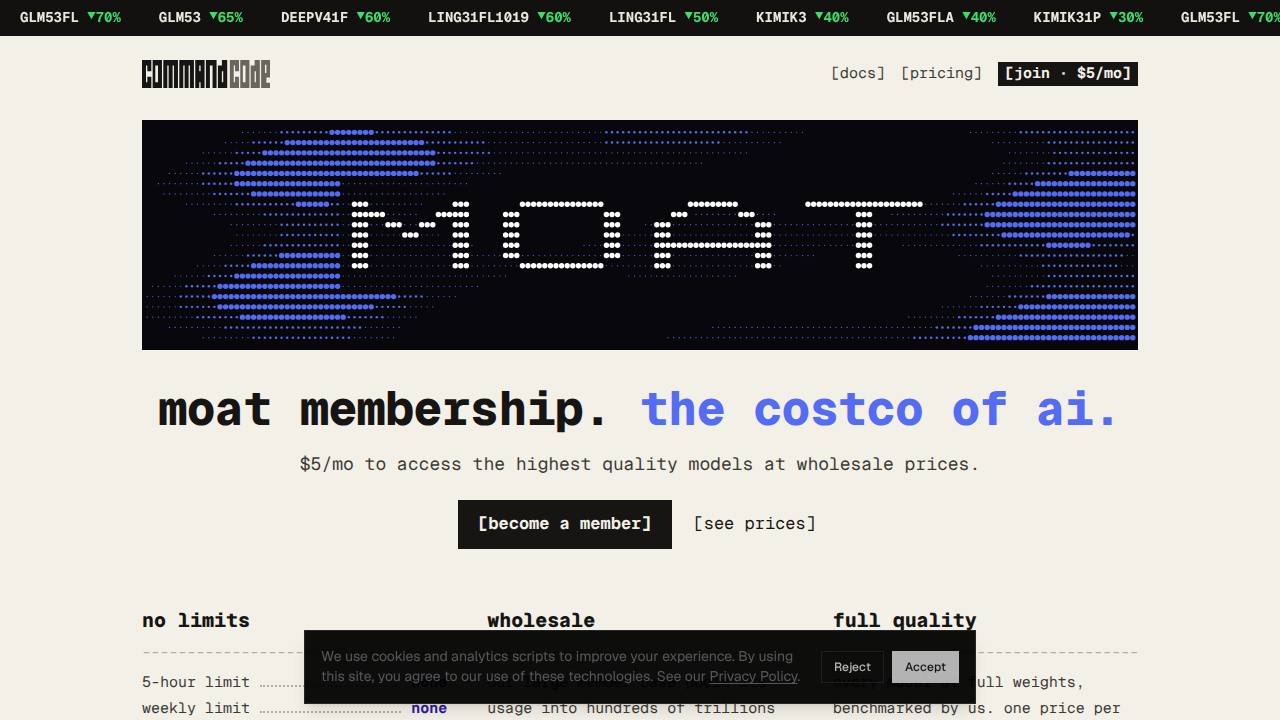 GLM53FL ▼70% GLM53 ▼65% DEEPV41F ▼60% LING31FL1019 ▼60% LING31FL ▼50% KIMIK3 ▼40% GLM53FLA ▼40% KIMIK31P ▼30% GLM53FL ▼70%
COMMAND CODE
[docs] [pricing] [join · $5/mo]
MOAT
moat membership. the costco of ai.
$5/mo to access the highest quality models at wholesale prices.
[become a member] [see prices]
no limits wholesale full quality
We use cookies and analytics scripts to improve your experience. By using
this site, you agree to our use of these technologies. See our Privacy Policy.
Reject Accept
5-hour limit full weights,
weekly limit none usage into hundreds of trillions benchmarked by us. one price per